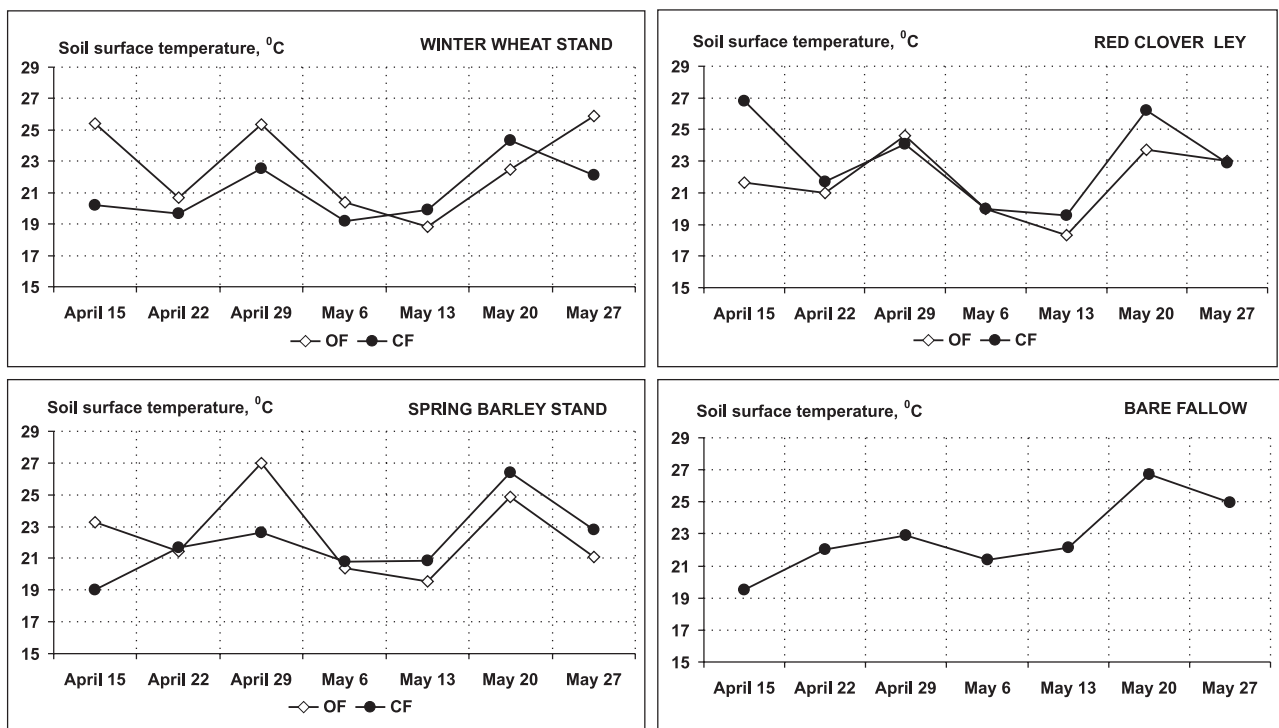 Soil surface temperature, ⁰C WINTER WHEAT STAND
29
27
25
23
21
19
17
15
April 15 April 22 April 29 May 6 May 13 May 20 May 27
OF CF
Soil surface temperature, ⁰C RED CLOVER LEY
29
27
25
23
21
19
17
15
April 15 April 22 April 29 May 6 May 13 May 20 May 27
OF CF
Soil surface temperature, ⁰C SPRING BARLEY STAND
29
27
25
23
21
19
17
15
April 15 April 22 April 29 May 6 May 13 May 20 May 27
OF CF
Soil surface temperature, ⁰C BARE FALLOW
29
27
25
23
21
19
17
15
April 15 April 22 April 29 May 6 May 13 May 20 May 27